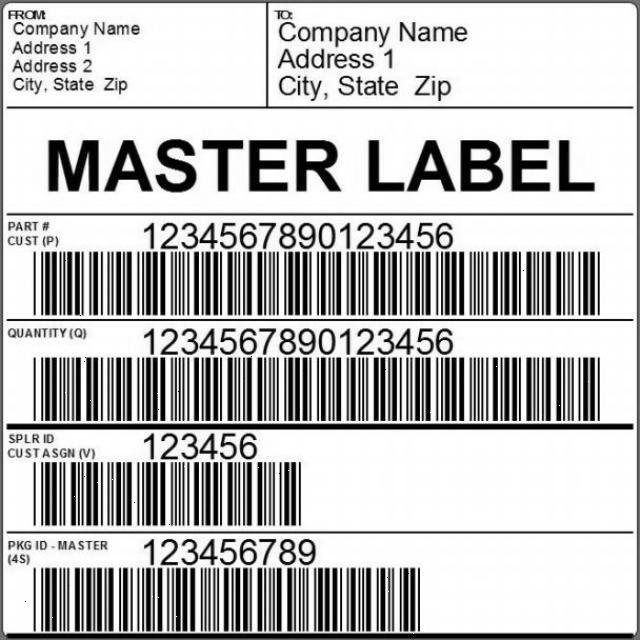 FROM:
Company Name
Address 1
Address 2
City, State Zip
TO:
Company Name
Address 1
City, State Zip
MASTER LABEL
PART #
CUST (P)
1234567890123456
QUANTITY (Q)
1234567890123456
SPLR ID
CUST ASGN (V)
123456
PKG ID - MASTER
(4S)
123456789